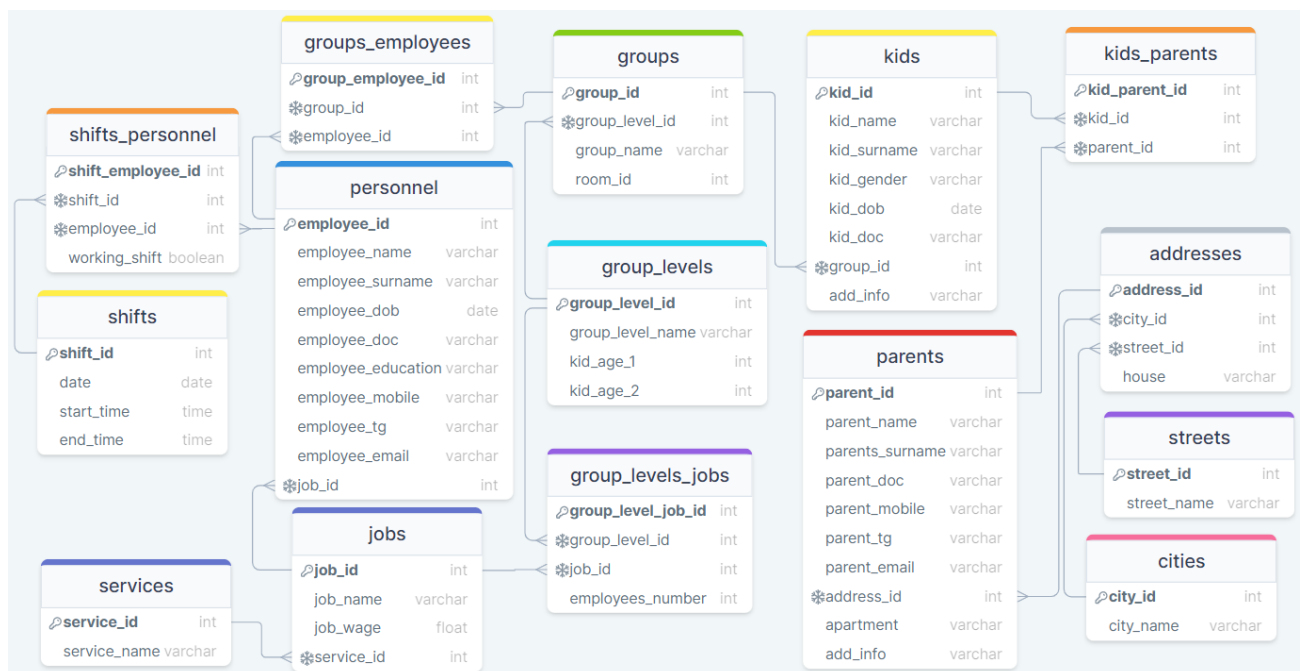 groups_employees
group_employee_id int
group_id int
employee_id int
groups
group_id int
group_level_id int
group_name varchar
room_id int
kids
kid_id int
kid_name varchar
kid_surname varchar
kid_gender varchar
kid_dob date
kid_doc varchar
group_id int
add_info varchar
kids_parents
kid_parent_id int
kid_id int
parent_id int
shifts_personnel
shift_employee_id int
shift_id int
employee_id int
working_shift boolean
personnel
employee_id int
employee_name varchar
employee_surname varchar
employee_dob date
employee_doc varchar
employee_education varchar
employee_mobile varchar
employee_tg varchar
employee_email varchar
job_id int
group_levels
group_level_id int
group_level_name varchar
kid_age_1 int
kid_age_2 int
addresses
address_id int
city_id int
street_id int
house varchar
shifts
shift_id int
date date
start_time time
end_time time
parents
parent_id int
parent_name varchar
parents_surname varchar
parent_doc varchar
parent_mobile varchar
parent_tg varchar
parent_email varchar
address_id int
apartment varchar
add_info varchar
streets
street_id int
street_name varchar
group_levels_jobs
group_level_job_id int
group_level_id int
job_id int
employees_number int
jobs
job_id int
job_name varchar
job_wage float
service_id int
cities
city_id int
city_name varchar
services
service_id int
service_name varchar